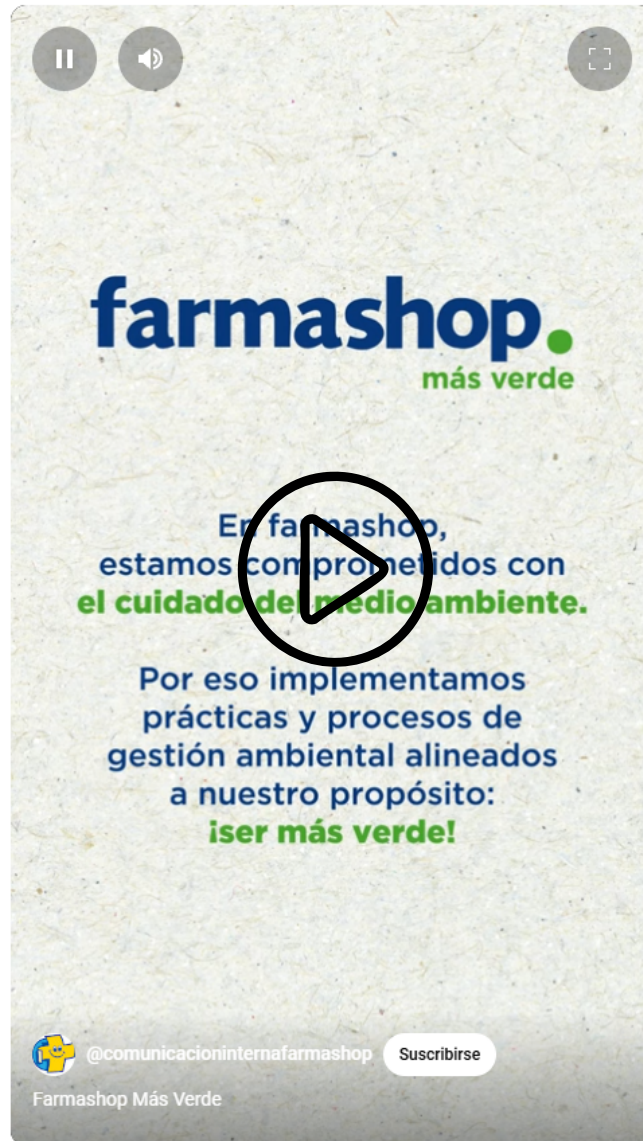 farmashop.
más verde
En farmashop,
estamos comprometidos con
el cuidado del medio ambiente.
Por eso implementamos
prácticas y procesos de
gestión ambiental alineados
a nuestro propósito:
¡ser más verde!
@comunicacioninternafarmashop Suscribirse
Farmashop Más Verde